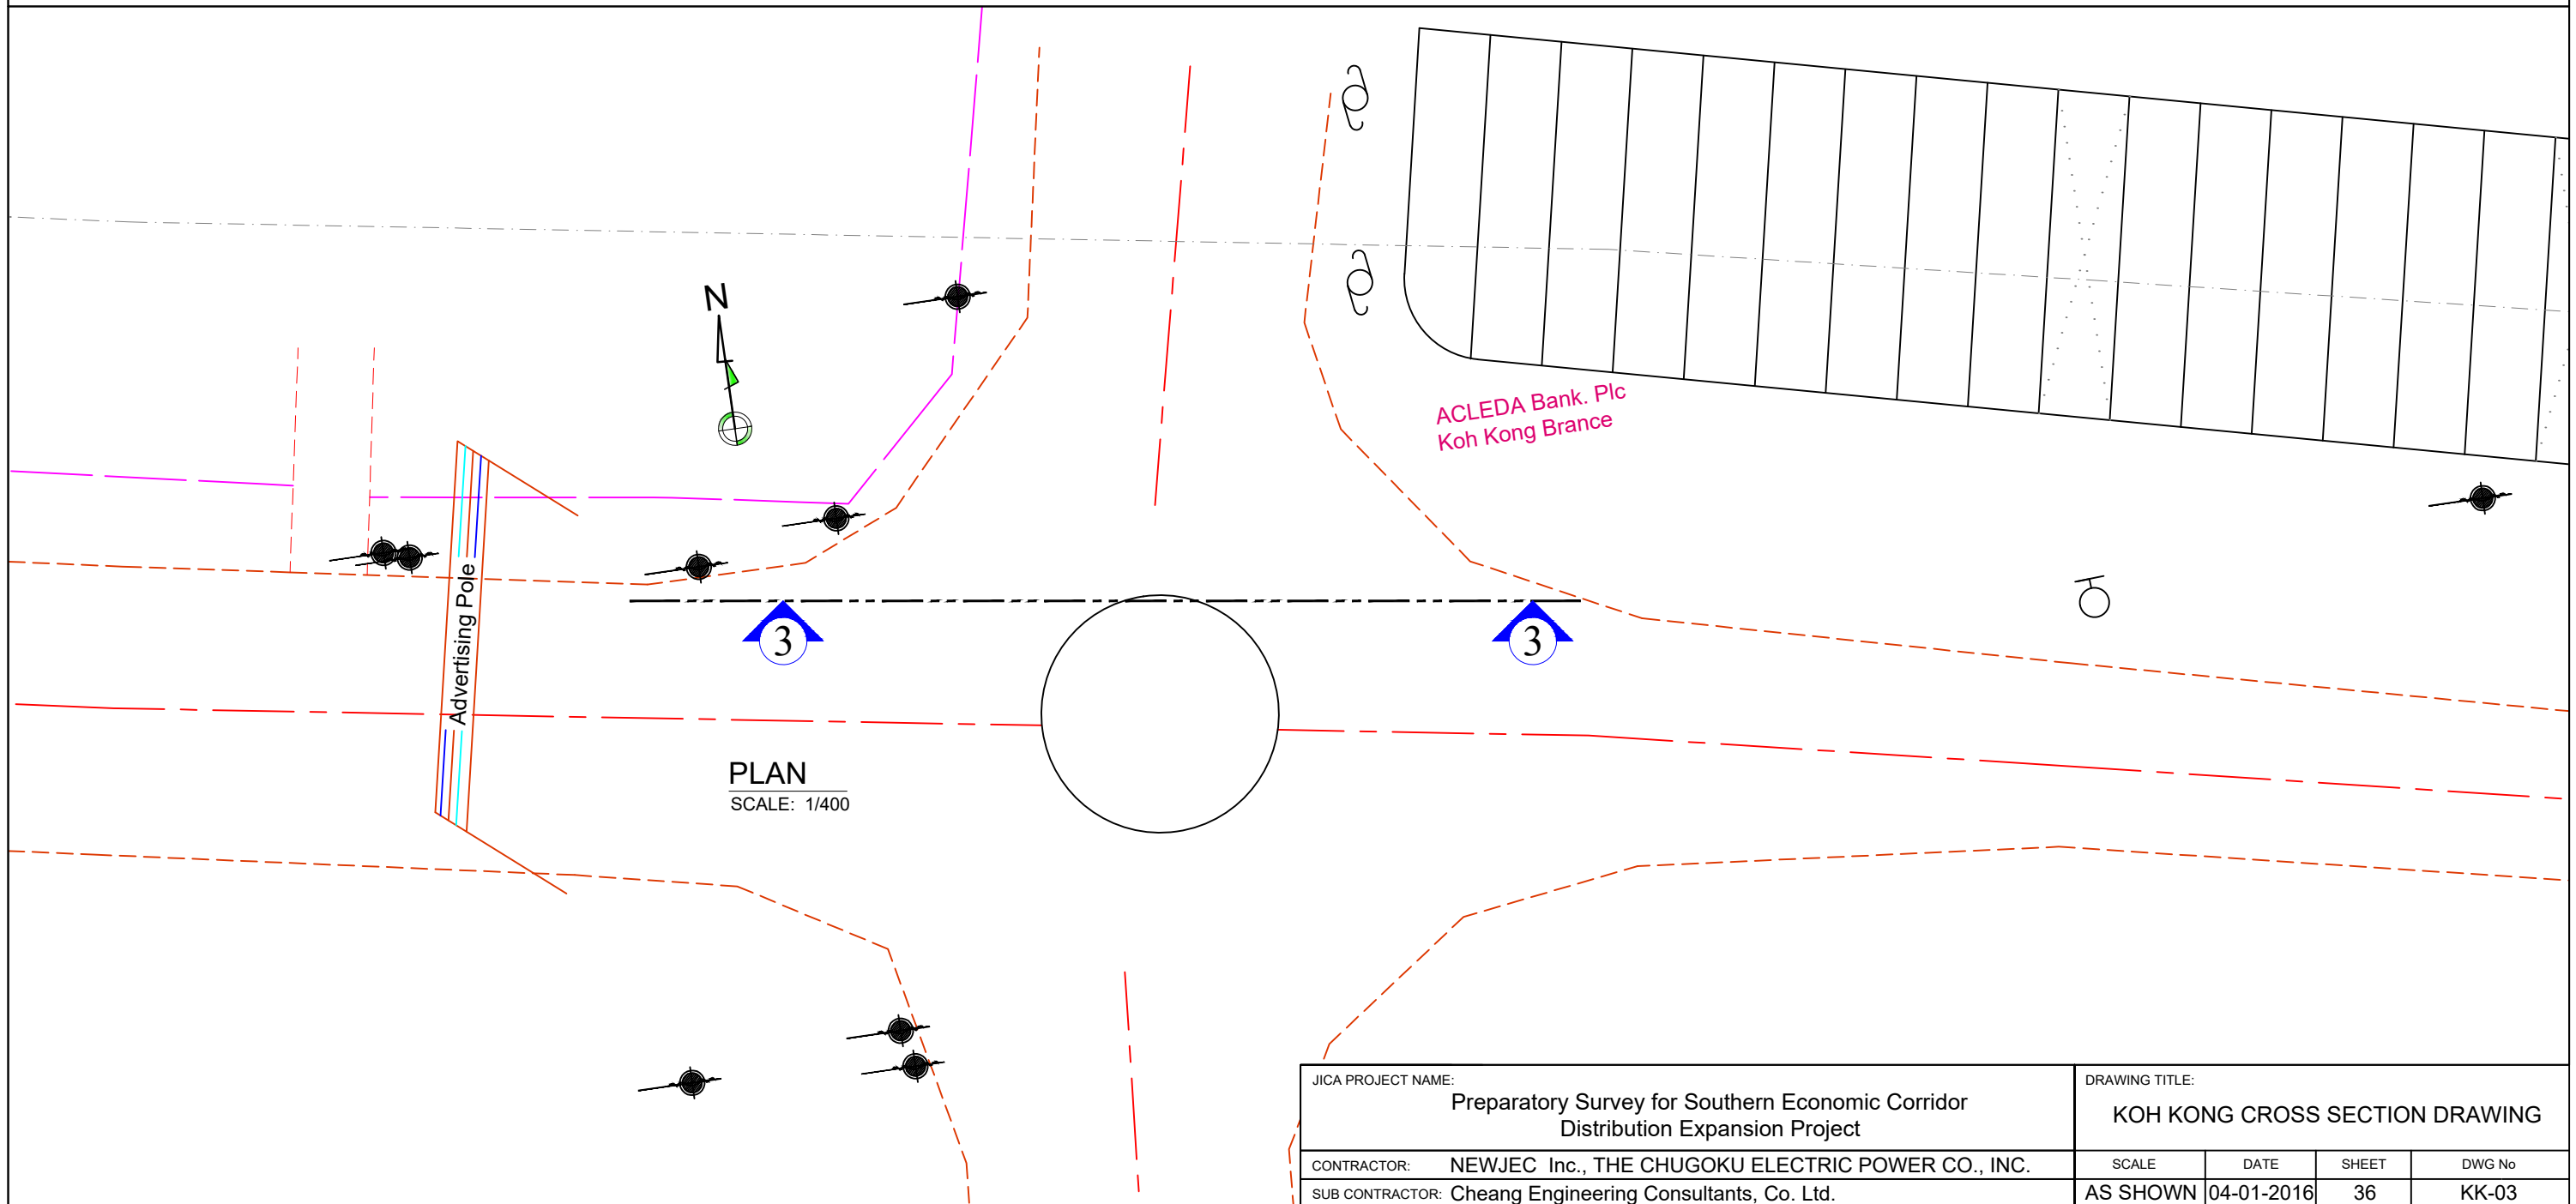 N
ACLEDA Bank. Plc
Koh Kong Brance
Advertising Pole
3
3
PLAN
SCALE: 1/400
JICA PROJECT NAME:
Preparatory Survey for Southern Economic Corridor
Distribution Expansion Project
DRAWING TITLE:
KOH KONG CROSS SECTION DRAWING
CONTRACTOR: NEWJEC Inc., THE CHUGOKU ELECTRIC POWER CO., INC.
SCALE DATE SHEET DWG No
SUB CONTRACTOR: Cheang Engineering Consultants, Co. Ltd.
AS SHOWN 04-01-2016 36 KK-03